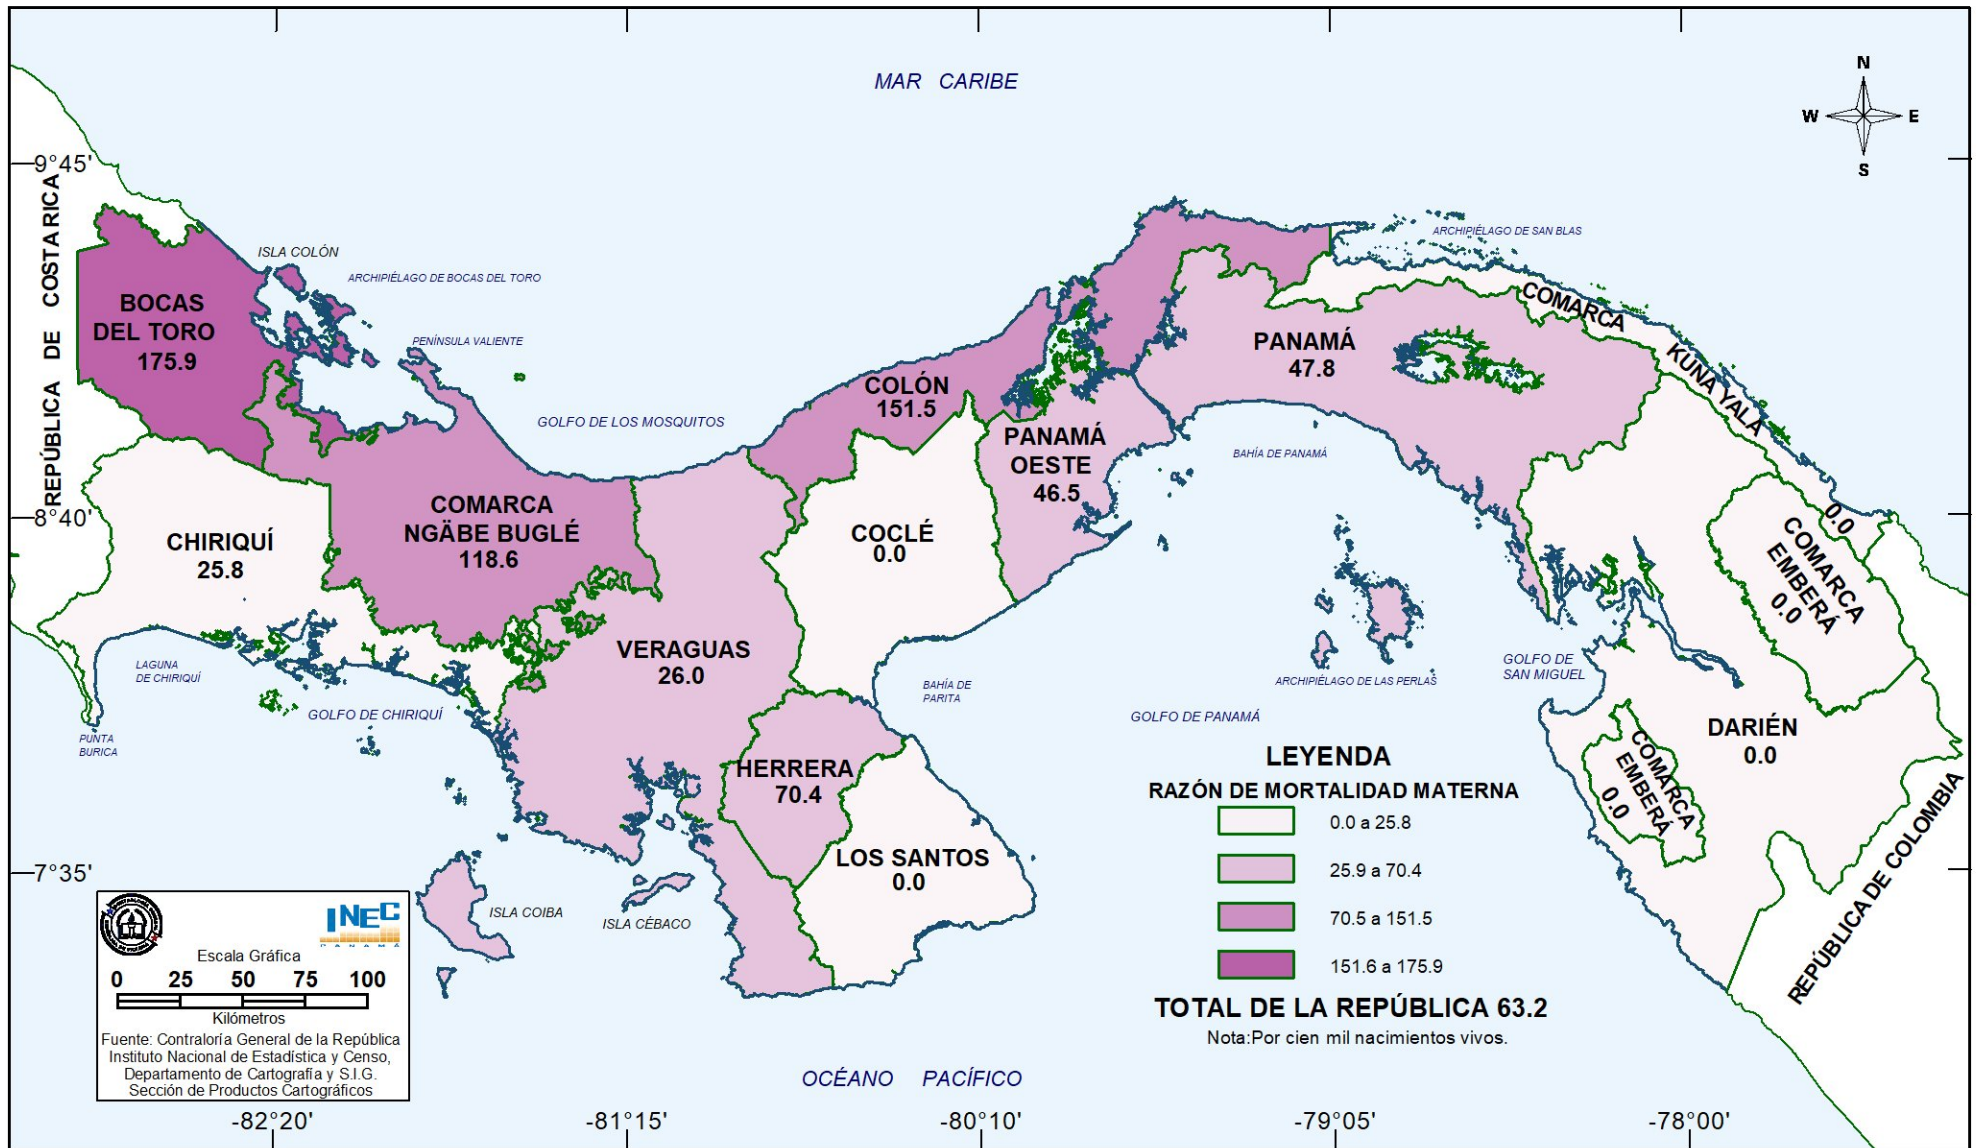 MAR CARIBE
N
W
E
S
9°45'
REPÚBLICA DE COSTARICA
ISLA COLÓN
ARCHIPIÉLAGO DE BOCAS DEL TORO
ARCHIPIÉLAGO DE SAN BLAS
BOCAS
DEL TORO
175.9
PENÍNSULA VALIENTE
COMARCA
KUNA YALA
0.0
PANAMÁ
47.8
COLÓN
151.5
GOLFO DE LOS MOSQUITOS
PANAMÁ
OESTE
46.5
BAHÍA DE PANAMÁ
8°40'
CHIRIQUÍ
25.8
COMARCA
NGÄBE BUGLÉ
118.6
COCLÉ
0.0
COMARCA
EMBERÁ
0.0
VERAGUAS
26.0
LAGUNA
DE CHIRIQUÍ
GOLFO DE CHIRIQUÍ
PUNTA
BURICA
BAHÍA DE
PARITA
GOLFO DE PANAMÁ
ARCHIPIÉLAGO DE LAS PERLAS
GOLFO DE
SAN MIGUEL
DARIÉN
0.0
COMARCA
EMBERÁ
0.0
HERRERA
70.4
LOS SANTOS
0.0
7°35'
ISLA COIBA
ISLA CÉBACO
REPÚBLICA DE COLOMBIA
LEYENDA
RAZÓN DE MORTALIDAD MATERNA
0.0 a 25.8
25.9 a 70.4
70.5 a 151.5
151.6 a 175.9
TOTAL DE LA REPÚBLICA 63.2
Nota:Por cien mil nacimientos vivos.
INEC
PANAMÁ
Escala Gráfica
0 25 50 75 100
Kilómetros
Fuente: Contraloría General de la República
Instituto Nacional de Estadística y Censo,
Departamento de Cartografía y S.I.G.
Sección de Productos Cartográficos
OCÉANO PACÍFICO
-82°20' -81°15' -80°10' -79°05' -78°00'